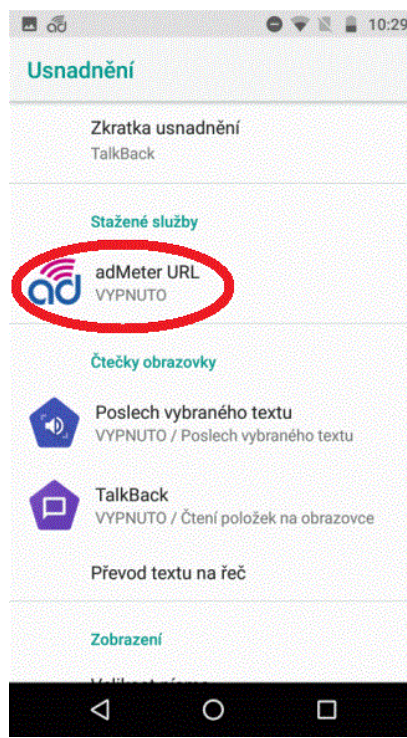 10:29
Usnadnění
Zkratka usnadnění
TalkBack
Stažené služby
ad adMeter URL
VYPNUTO
Čtečky obrazovky
Poslech vybraného textu
VYPNUTO / Poslech vybraného textu
TalkBack
VYPNUTO / Čtení položek na obrazovce
Převod textu na řeč
Zobrazení